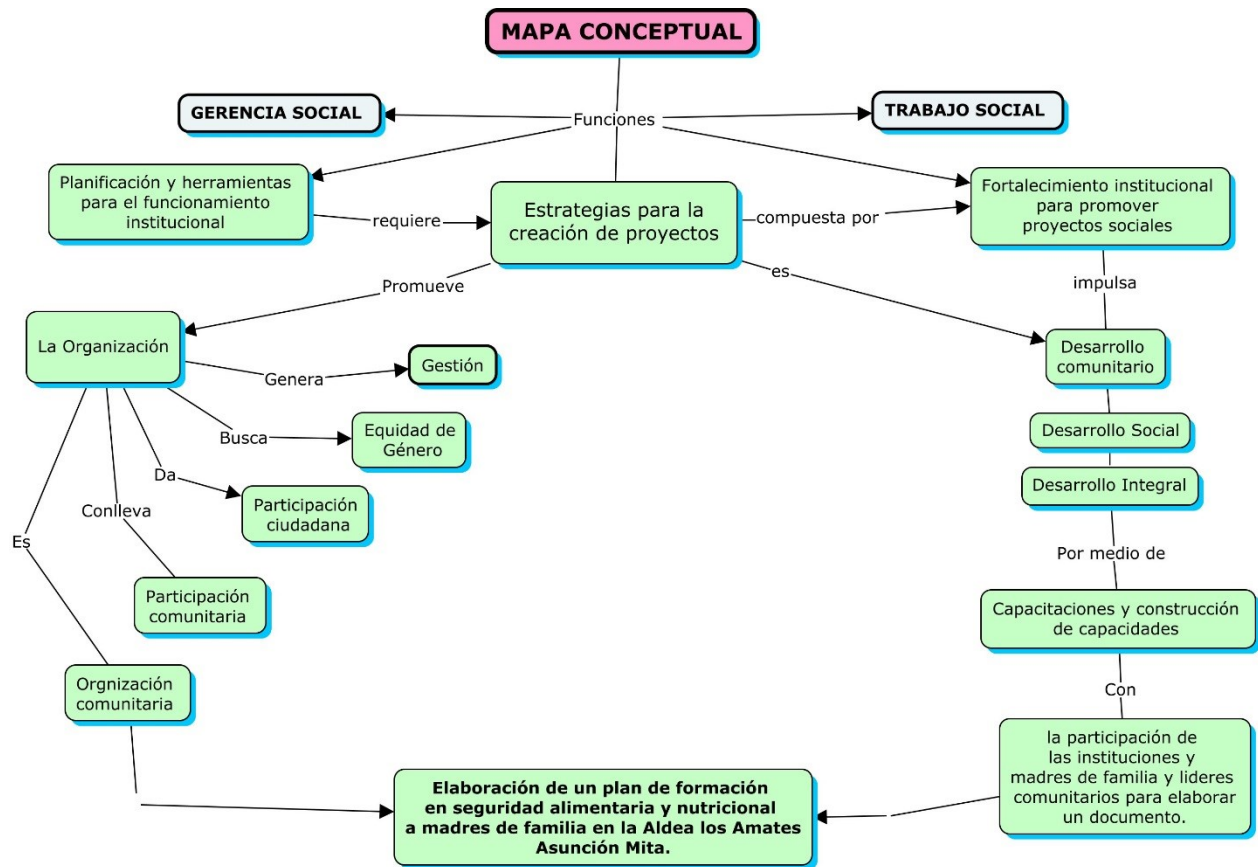 MAPA CONCEPTUAL
GERENCIA SOCIAL
Funciones
TRABAJO SOCIAL
Planificación y herramientas
para el funcionamiento
institucional
requiere
Estrategias para la
creación de proyectos
compuesta por
Fortalecimiento institucional
para promover
proyectos sociales
Promueve
es
impulsa
La Organización
Genera
Gestión
Desarrollo
comunitario
Busca
Equidad de
Género
Desarrollo Social
Da
Participación
ciudadana
Desarrollo Integral
Conlleva
Es
Por medio de
Participación
comunitaria
Capacitaciones y construcción
de capacidades
Orgnización
comunitaria
Con
la participación de
las instituciones y
madres de familia y lideres
comunitarios para elaborar
un documento.
Elaboración de un plan de formación
en seguridad alimentaria y nutricional
a madres de familia en la Aldea los Amates
Asunción Mita.